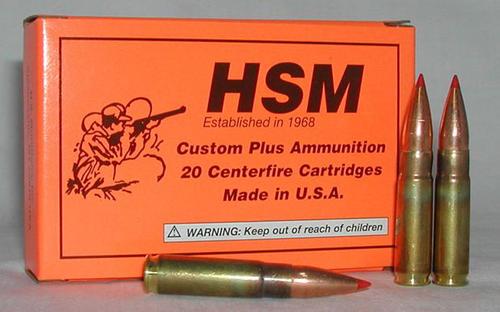 HSM
Established in 1968
Custom Plus Ammunition
20 Centerfire Cartridges
Made in U.S.A.
WARNING: Keep out of reach of children